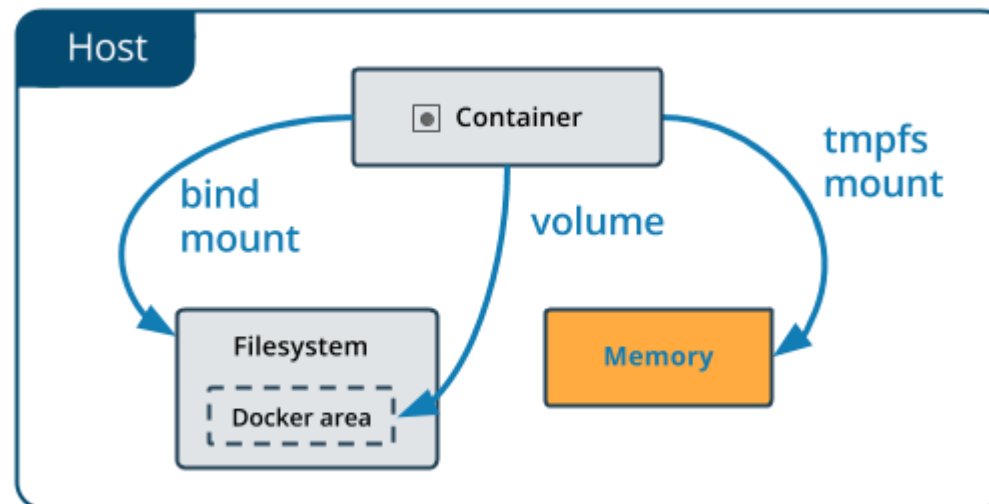 Host
Container
tmpfs
mount
bind
mount
volume
Filesystem
Memory
Docker area